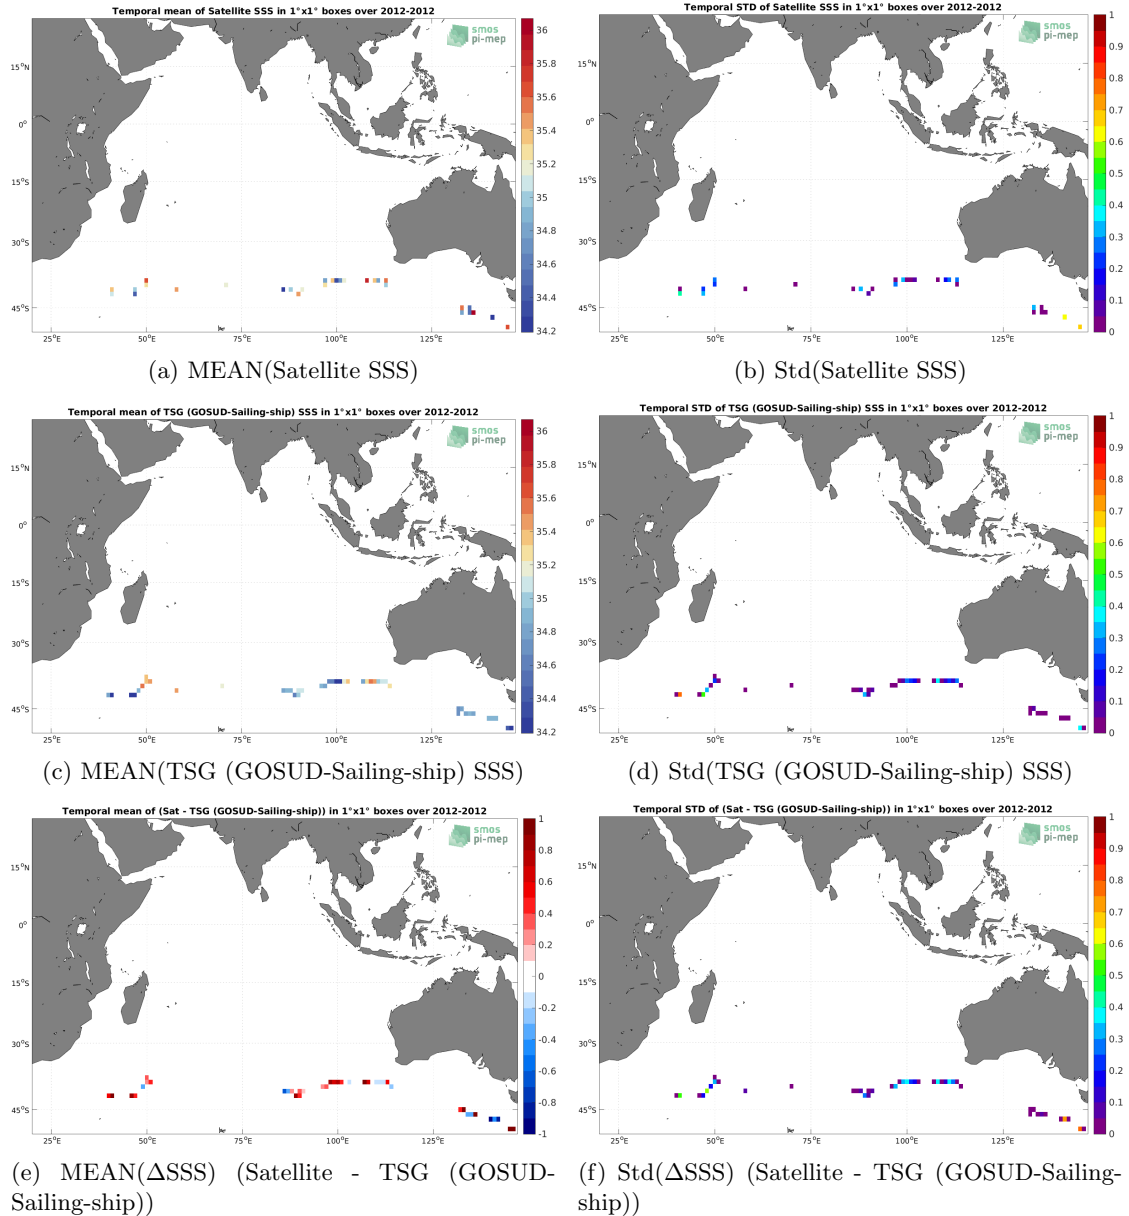 Temporal mean of Satellite SSS in 1°x1° boxes over 2012-2012
smos
pi-mep
15°N
0°
15°S
30°S
45°S
25°E
50°E
75°E
100°E
125°E
36
35.8
35.6
35.4
35.2
35
34.8
34.6
34.4
34.2
(a) MEAN(Satellite SSS)
Temporal STD of Satellite SSS in 1°x1° boxes over 2012-2012
smos
pi-mep
15°N
0°
15°S
30°S
45°S
25°E
50°E
75°E
100°E
125°E
1
0.9
0.8
0.7
0.6
0.5
0.4
0.3
0.2
0.1
0
(b) Std(Satellite SSS)
Temporal mean of TSG (GOSUD-Sailing-ship) SSS in 1°x1° boxes over 2012-2012
smos
pi-mep
15°N
0°
15°S
30°S
45°S
25°E
50°E
75°E
100°E
125°E
36
35.8
35.6
35.4
35.2
35
34.8
34.6
34.4
34.2
(c) MEAN(TSG (GOSUD-Sailing-ship) SSS)
Temporal STD of TSG (GOSUD-Sailing-ship) SSS in 1°x1° boxes over 2012-2012
smos
pi-mep
15°N
0°
15°S
30°S
45°S
25°E
50°E
75°E
100°E
125°E
1
0.9
0.8
0.7
0.6
0.5
0.4
0.3
0.2
0.1
0
(d) Std(TSG (GOSUD-Sailing-ship) SSS)
Temporal mean of (Sat - TSG (GOSUD-Sailing-ship)) in 1°x1° boxes over 2012-2012
smos
pi-mep
15°N
0°
15°S
30°S
45°S
25°E
50°E
75°E
100°E
125°E
1
0.8
0.6
0.4
0.2
0
-0.2
-0.4
-0.6
-0.8
-1
(e) MEAN(ΔSSS) (Satellite - TSG (GOSUD-
Sailing-ship))
Temporal STD of (Sat - TSG (GOSUD-Sailing-ship)) in 1°x1° boxes over 2012-2012
smos
pi-mep
15°N
0°
15°S
30°S
45°S
25°E
50°E
75°E
100°E
125°E
1
0.9
0.8
0.7
0.6
0.5
0.4
0.3
0.2
0.1
0
(f) Std(ΔSSS) (Satellite - TSG (GOSUD-Sailing-
ship))